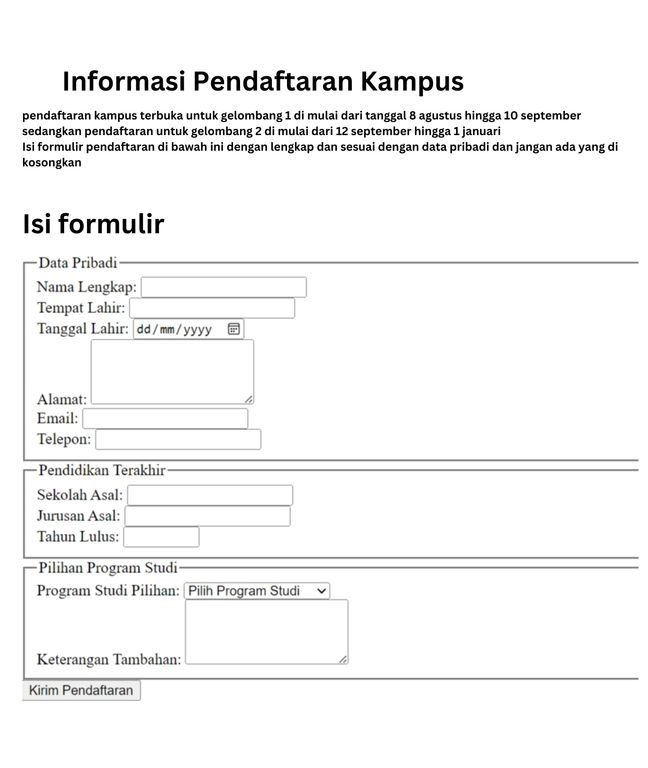 Informasi Pendaftaran Kampus
pendaftaran kampus terbuka untuk gelombang 1 di mulai dari tanggal 8 agustus hingga 10 september
sedangkan pendaftaran untuk gelombang 2 di mulai dari 12 september hingga 1 januari
Isi formulir pendaftaran di bawah ini dengan lengkap dan sesuai dengan data pribadi dan jangan ada yang di
kosongkan
Isi formulir
Data Pribadi
Nama Lengkap:
Tempat Lahir:
Tanggal Lahir: dd/mm/yyyy
Alamat:
Email:
Telepon:
Pendidikan Terakhir
Sekolah Asal:
Jurusan Asal:
Tahun Lulus:
Pilihan Program Studi
Program Studi Pilihan: Pilih Program Studi
Keterangan Tambahan:
Kirim Pendaftaran